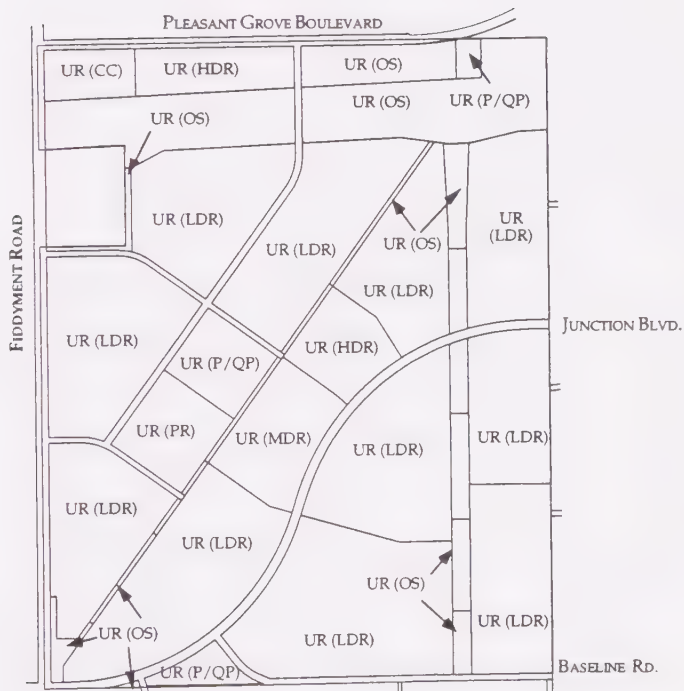 PLEASANT GROVE BOULEVARD
UR (CC)
UR (HDR)
UR (OS)
UR (OS)
UR (P/QP)
UR (OS)
UR (LDR)
UR (LDR)
UR (OS)
UR
(LDR)
UR (LDR)
FIDDYMENT ROAD
JUNCTION BLVD.
UR (LDR)
UR (HDR)
UR (P/QP)
UR (PR)
UR (MDR)
UR (LDR)
UR (LDR)
UR (LDR)
UR (LDR)
UR (OS)
UR (OS)
UR (LDR)
UR (LDR)
UR (P/QP)
BASELINE RD.